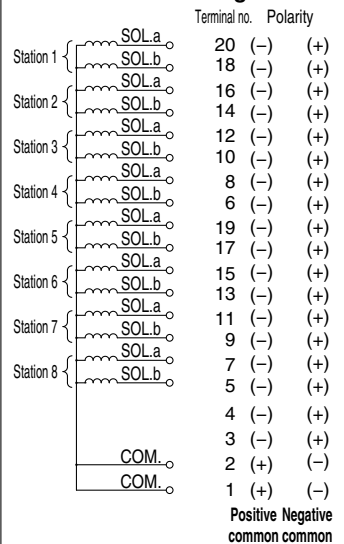 Terminal no. Polarity
Station 1 SOL.a 20 (–) (+)
SOL.b 18 (–) (+)
Station 2 SOL.a 16 (–) (+)
SOL.b 14 (–) (+)
Station 3 SOL.a 12 (–) (+)
SOL.b 10 (–) (+)
Station 4 SOL.a 8 (–) (+)
SOL.b 6 (–) (+)
Station 5 SOL.a 19 (–) (+)
SOL.b 17 (–) (+)
Station 6 SOL.a 15 (–) (+)
SOL.b 13 (–) (+)
Station 7 SOL.a 11 (–) (+)
SOL.b 9 (–) (+)
Station 8 SOL.a 7 (–) (+)
SOL.b 5 (–) (+)
4 (–) (+)
3 (–) (+)
COM. 2 (+) (–)
COM. 1 (+) (–)
Positive Negative
common common